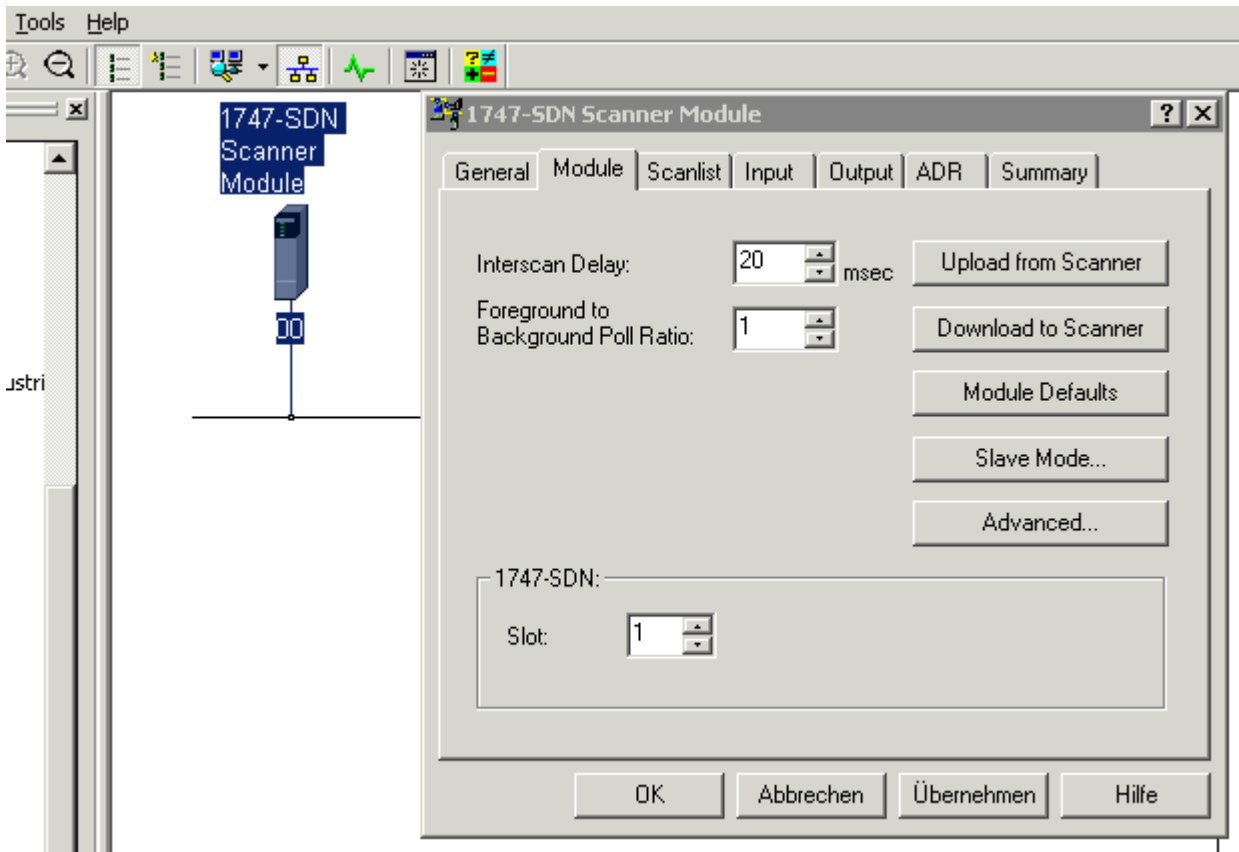 Tools Help
1747-SDN
Scanner
Module
00
ustri
1747-SDN Scanner Module
General Module Scanlist Input Output ADR Summary
Interscan Delay: 20 msec
Upload from Scanner
Foreground to
Background Poll Ratio: 1
Download to Scanner
Module Defaults
Slave Mode...
Advanced...
1747-SDN:
Slot: 1
OK Abbrechen Übernehmen Hilfe